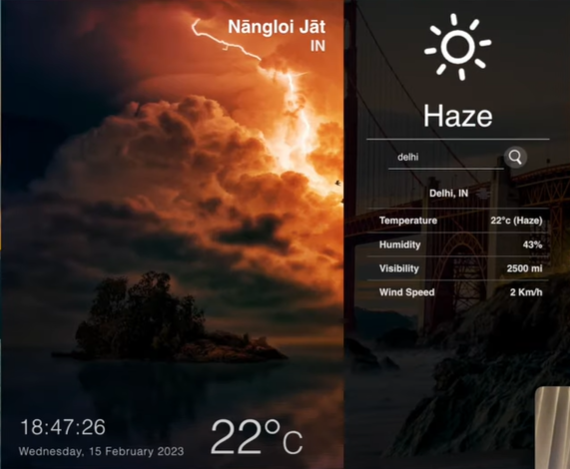 Nāngloi Jāt
IN
18:47:26
Wednesday, 15 February 2023
22°C
Haze
delhi
Delhi, IN
Temperature 22°c (Haze)
Humidity 43%
Visibility 2500 mi
Wind Speed 2 Km/h